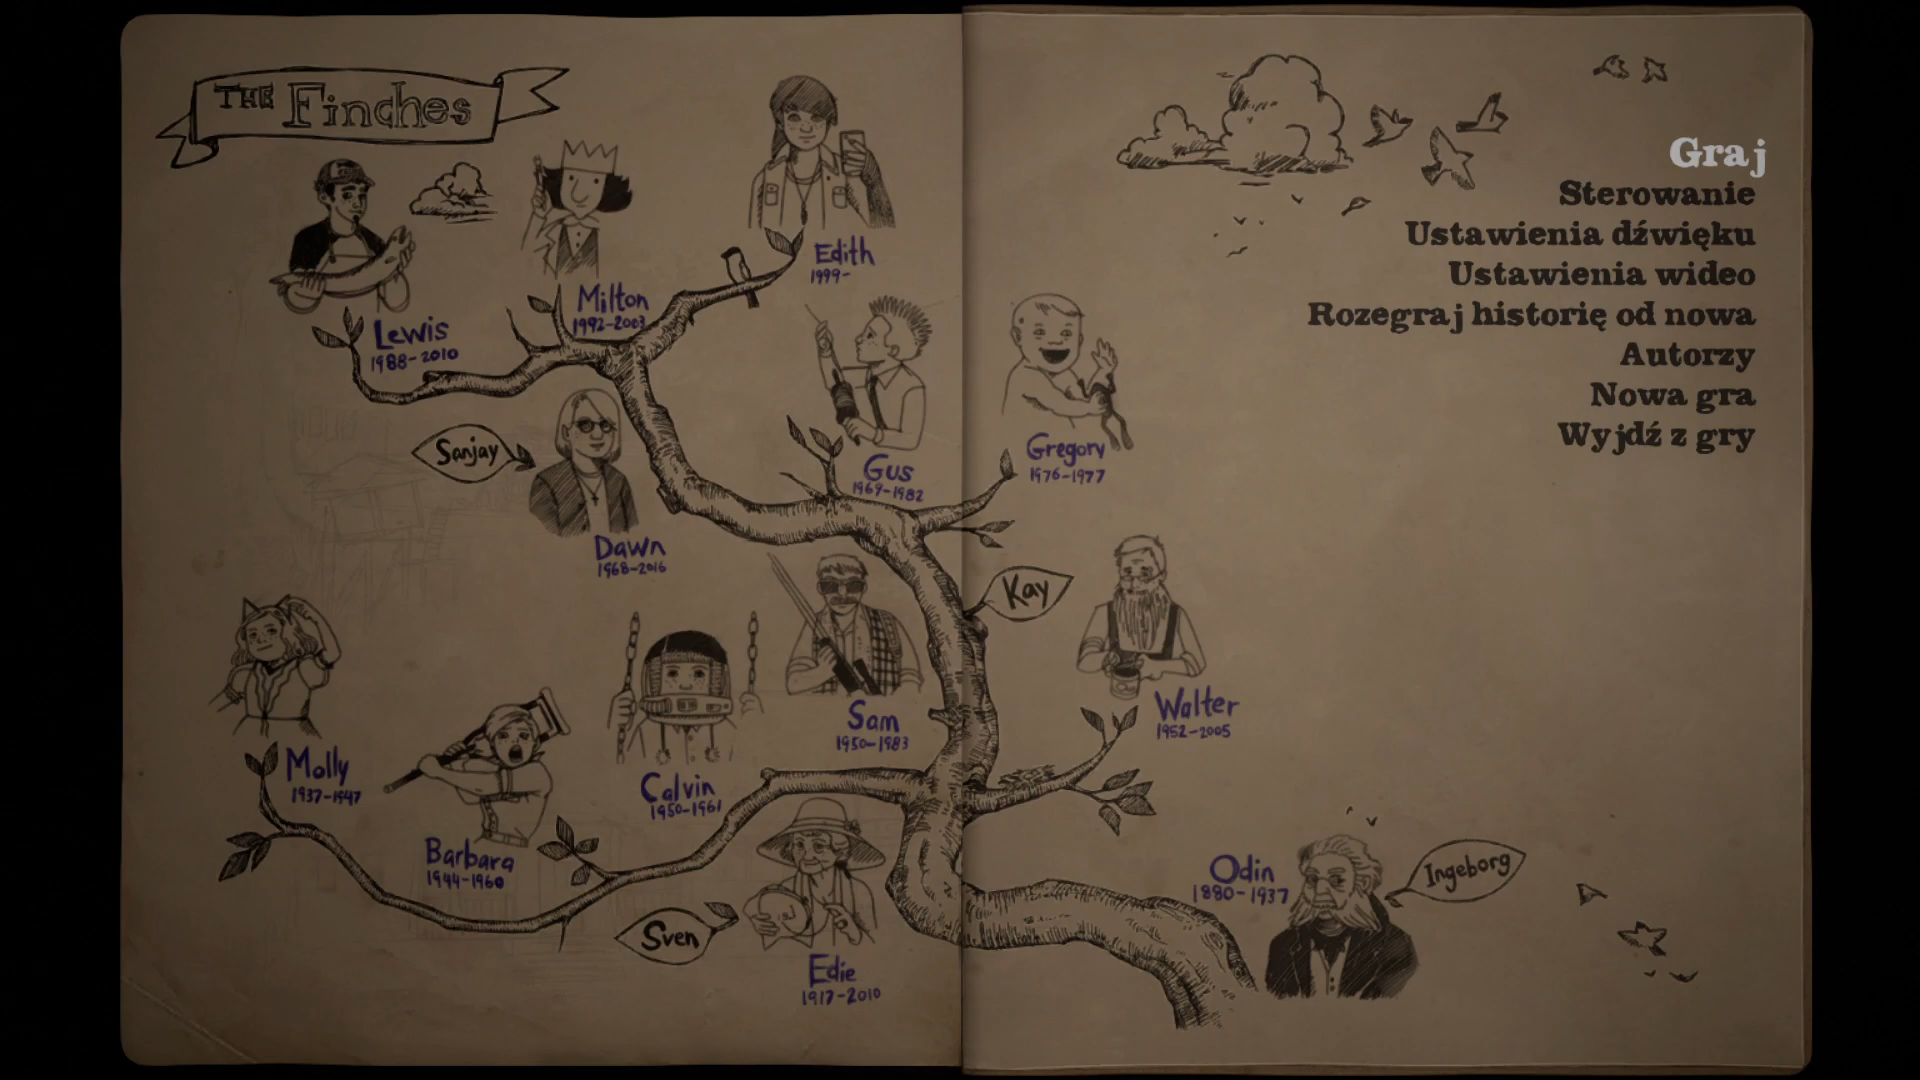 THE Finches
Edith
1999-
Milton
1992-2003
Lewis
1988-2010
Sanjay
Gus
1969-1982
Gregory
1976-1977
Dawn
1968-2016
Kay
Sam
1950-1983
Walter
1952-2005
Molly
1937-1947
Calvin
1950-1961
Barbara
1944-1960
Sven
Edie
1917-2010
Odin
1880-1937
Ingeborg
Graj
Sterowanie
Ustawienia dźwięku
Ustawienia wideo
Rozegraj historię od nowa
Autorzy
Nowa gra
Wyjdź z gry